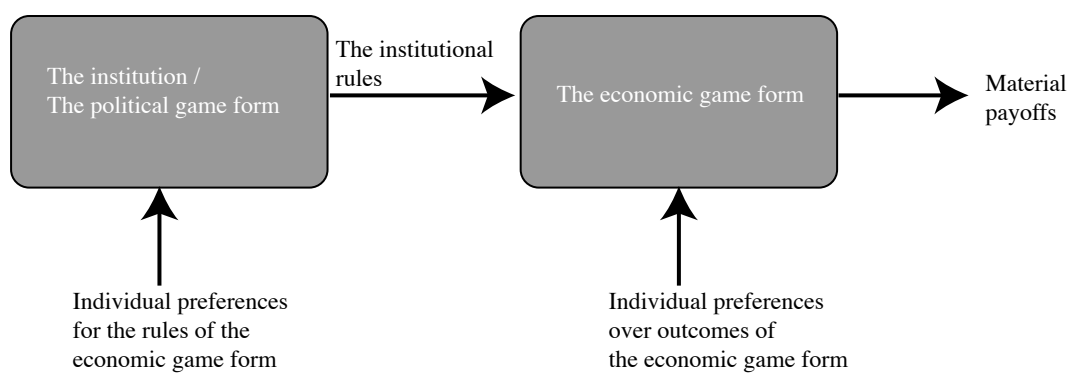 The institution /
The political game form
The institutional
rules
The economic game form
Material
payoffs
Individual preferences
for the rules of the
economic game form
Individual preferences
over outcomes of
the economic game form